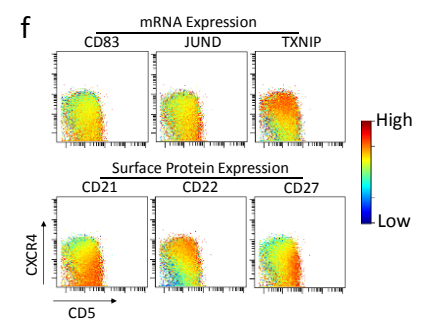 f
mRNA Expression
CD83 JUND TXNIP
High
Surface Protein Expression
CD21 CD22 CD27
Low
CXCR4
CD5